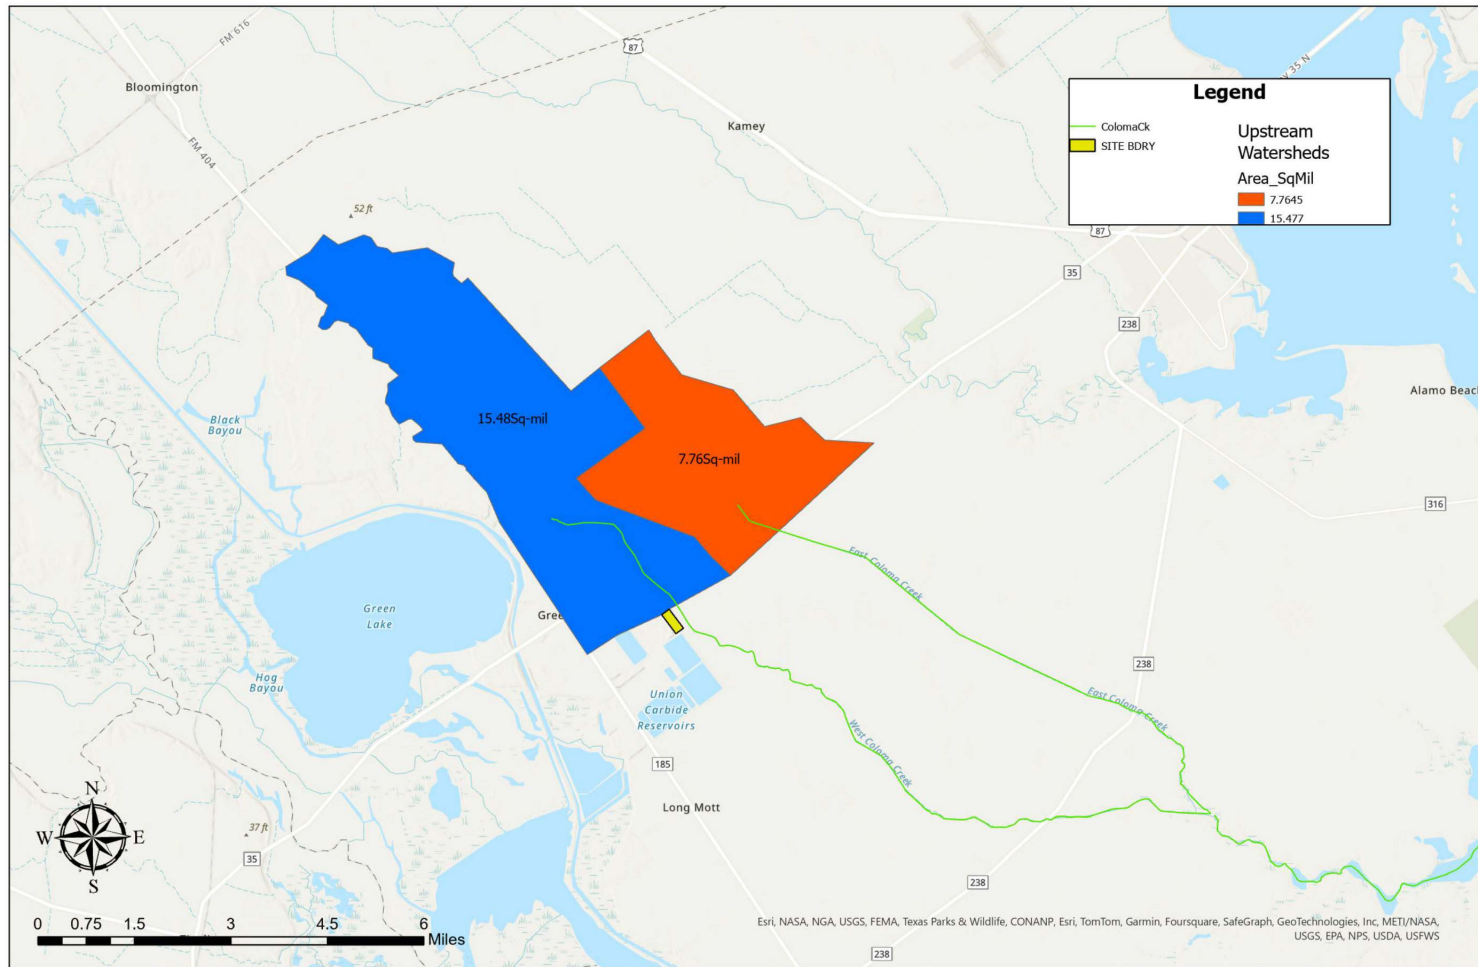 FM 616
87
Bloomington
Kamey
FM 404
W 35 N
Legend
ColomaCk
SITE BDRY
Upstream
Watersheds
Area_SqMil
7.7645
15.477
52 ft
87
35
238
Alamo Beach
15.48Sq-mil
7.76Sq-mil
Black
Bayou
316
East Coloma Creek
Green
Lake
Gree
Hog
Bayou
238
Union
Carbide
Reservoirs
East Coloma Creek
West Coloma Creek
185
Long Mott
N
W
E
S
37 ft
35
238
238
0
0.75
1.5
3
4.5
6
Miles
Esri, NASA, NGA, USGS, FEMA, Texas Parks & Wildlife, CONANP, Esri, TomTom, Garmin, Foursquare, SafeGraph, GeoTechnologies, Inc, METI/NASA,
USGS, EPA, NPS, USDA, USFWS